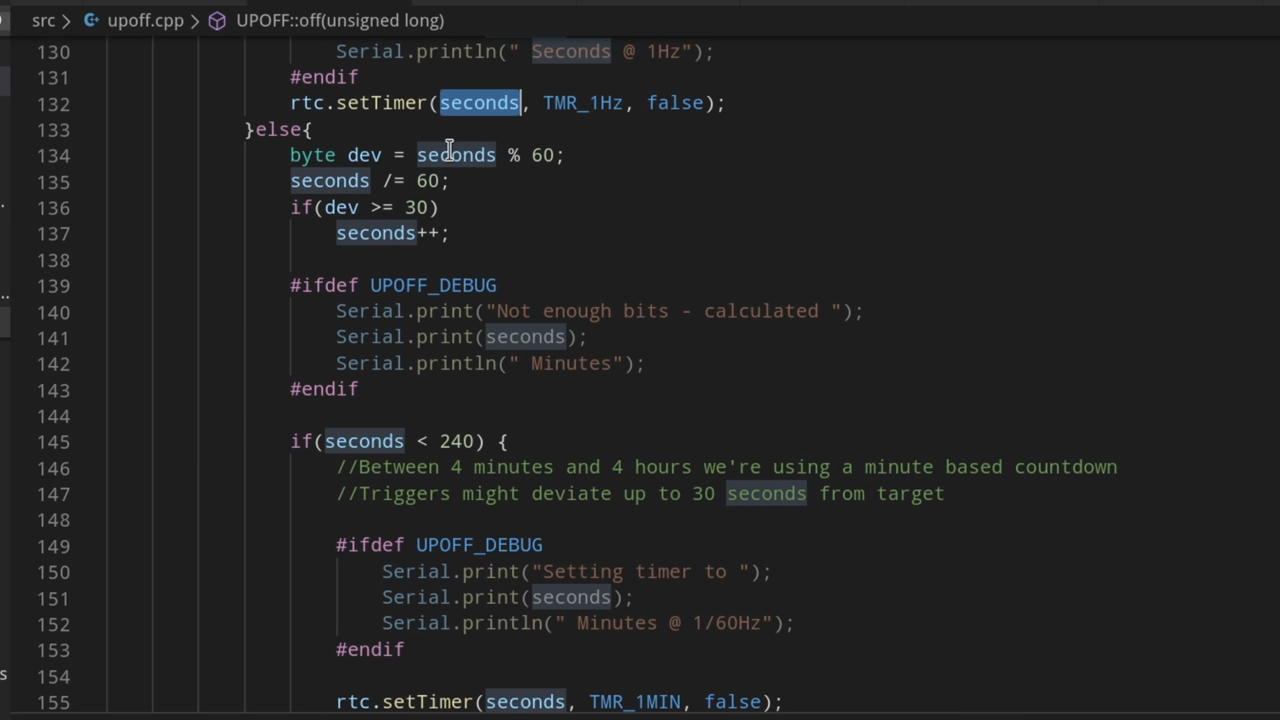 src > upoff.cpp > UPOFF::off(unsigned long)
130 Serial.println(" Seconds @ 1Hz");
131 #endif
132 rtc.setTimer(seconds, TMR_1Hz, false);
133 }else{
134 byte dev = seconds % 60;
135 seconds /= 60;
136 if(dev >= 30)
137 seconds++;
138
139 #ifdef UPOFF_DEBUG
140 Serial.print("Not enough bits - calculated ");
141 Serial.print(seconds);
142 Serial.println(" Minutes");
143 #endif
144
145 if(seconds < 240) {
146 //Between 4 minutes and 4 hours we're using a minute based countdown
147 //Triggers might deviate up to 30 seconds from target
148
149 #ifdef UPOFF_DEBUG
150 Serial.print("Setting timer to ");
151 Serial.print(seconds);
152 Serial.println(" Minutes @ 1/60Hz");
153 #endif
154
155 rtc.setTimer(seconds, TMR_1MIN, false);